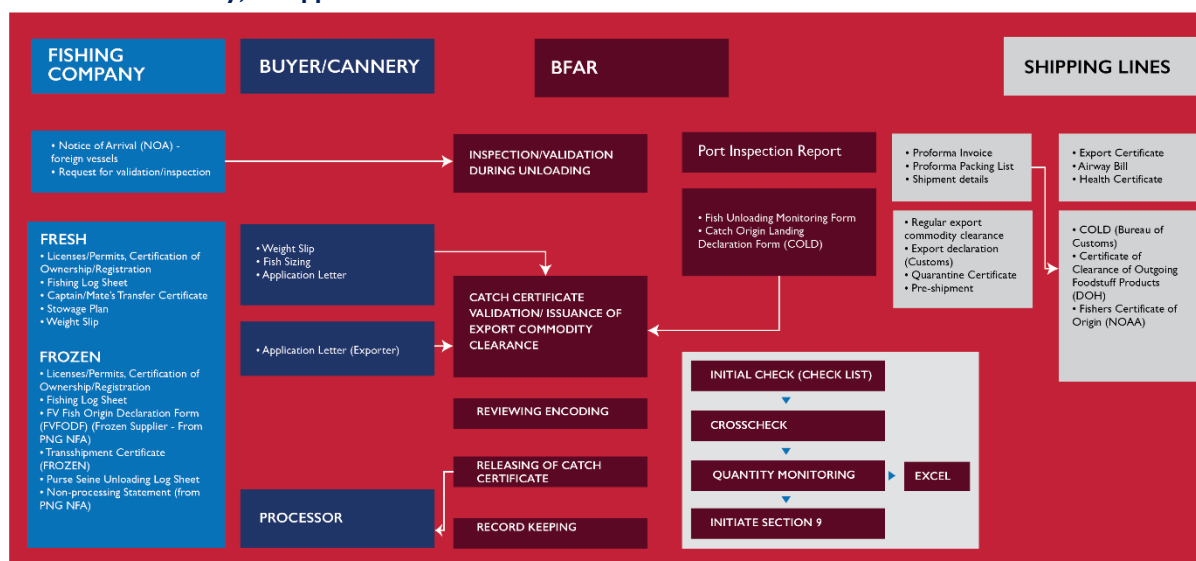 FISHING
COMPANY
BUYER/CANNERY
BFAR
SHIPPING LINES
• Notice of Arrival (NOA) -
foreign vessels
• Request for validation/inspection
INSPECTION/VALIDATION
DURING UNLOADING
Port Inspection Report
• Proforma Invoice
• Proforma Packing List
• Shipment details
• Export Certificate
• Airway Bill
• Health Certificate
FRESH
• Licenses/Permits, Certification of
Ownership/Registration
• Fishing Log Sheet
• Captain/Mate's Transfer Certificate
• Stowage Plan
• Weight Slip
FROZEN
• Licenses/Permits, Certification of
Ownership/Registration
• Fishing Log Sheet
• FV Fish Origin Declaration Form
(FVFODF) (Frozen Supplier - From
PNG NFA)
• Transshipment Certificate
(FROZEN)
• Purse Seine Unloading Log Sheet
• Non-processing Statement (from
PNG NFA)
• Weight Slip
• Fish Sizing
• Application Letter
• Application Letter (Exporter)
PROCESSOR
CATCH CERTIFICATE
VALIDATION/ ISSUANCE OF
EXPORT COMMODITY
CLEARANCE
REVIEWING ENCODING
RELEASING OF CATCH
CERTIFICATE
RECORD KEEPING
• Fish Unloading Monitoring Form
• Catch Origin Landing
Declaration Form (COLD)
• Regular export
commodity clearance
• Export declaration
(Customs)
• Quarantine Certificate
• Pre-shipment
• COLD (Bureau of
Customs)
• Certificate of
Clearance of Outgoing
Foodstuff Products
(DOH)
• Fishers Certificate of
Origin (NOAA)
INITIAL CHECK (CHECK LIST)
CROSSCHECK
QUANTITY MONITORING
EXCEL
INITIATE SECTION 9